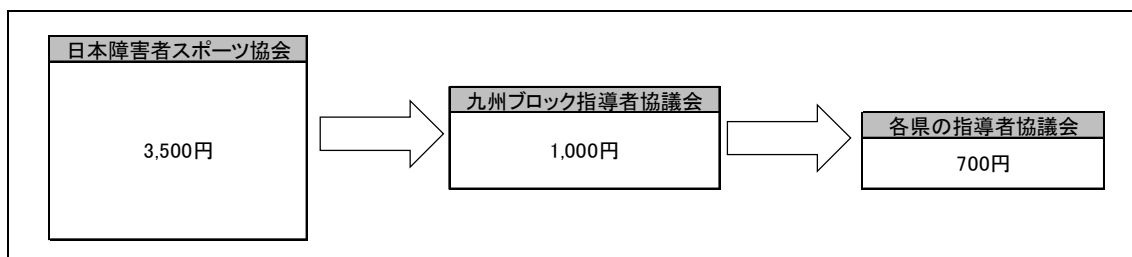 日本障害者スポーツ協会
3,500円
九州ブロック指導者協議会
1,000円
各県の指導者協議会
700円